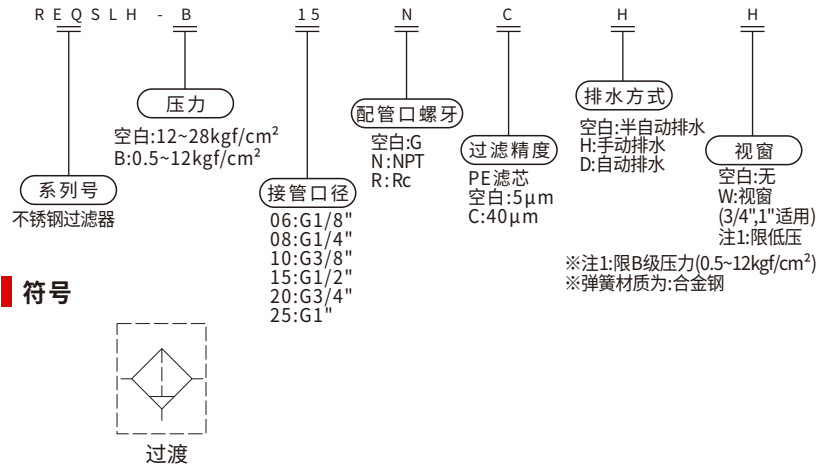 REQSLH - B 15 N C H H
压力
空白:12~28kgf/cm²
B:0.5~12kgf/cm²
系列号
不锈钢过滤器
接管口径
06:G1/8"
08:G1/4"
10:G3/8"
15:G1/2"
20:G3/4"
25:G1"
配管口螺牙
空白:G
N:NPT
R:Rc
过滤精度
PE滤芯
空白:5μm
C:40μm
排水方式
空白:半自动排水
H:手动排水
D:自动排水
视窗
空白:无
W:视窗
(3/4",1"适用)
注1:限低压
※注1:限B级压力(0.5~12kgf/cm²)
※弹簧材质为:合金钢
符号
过渡